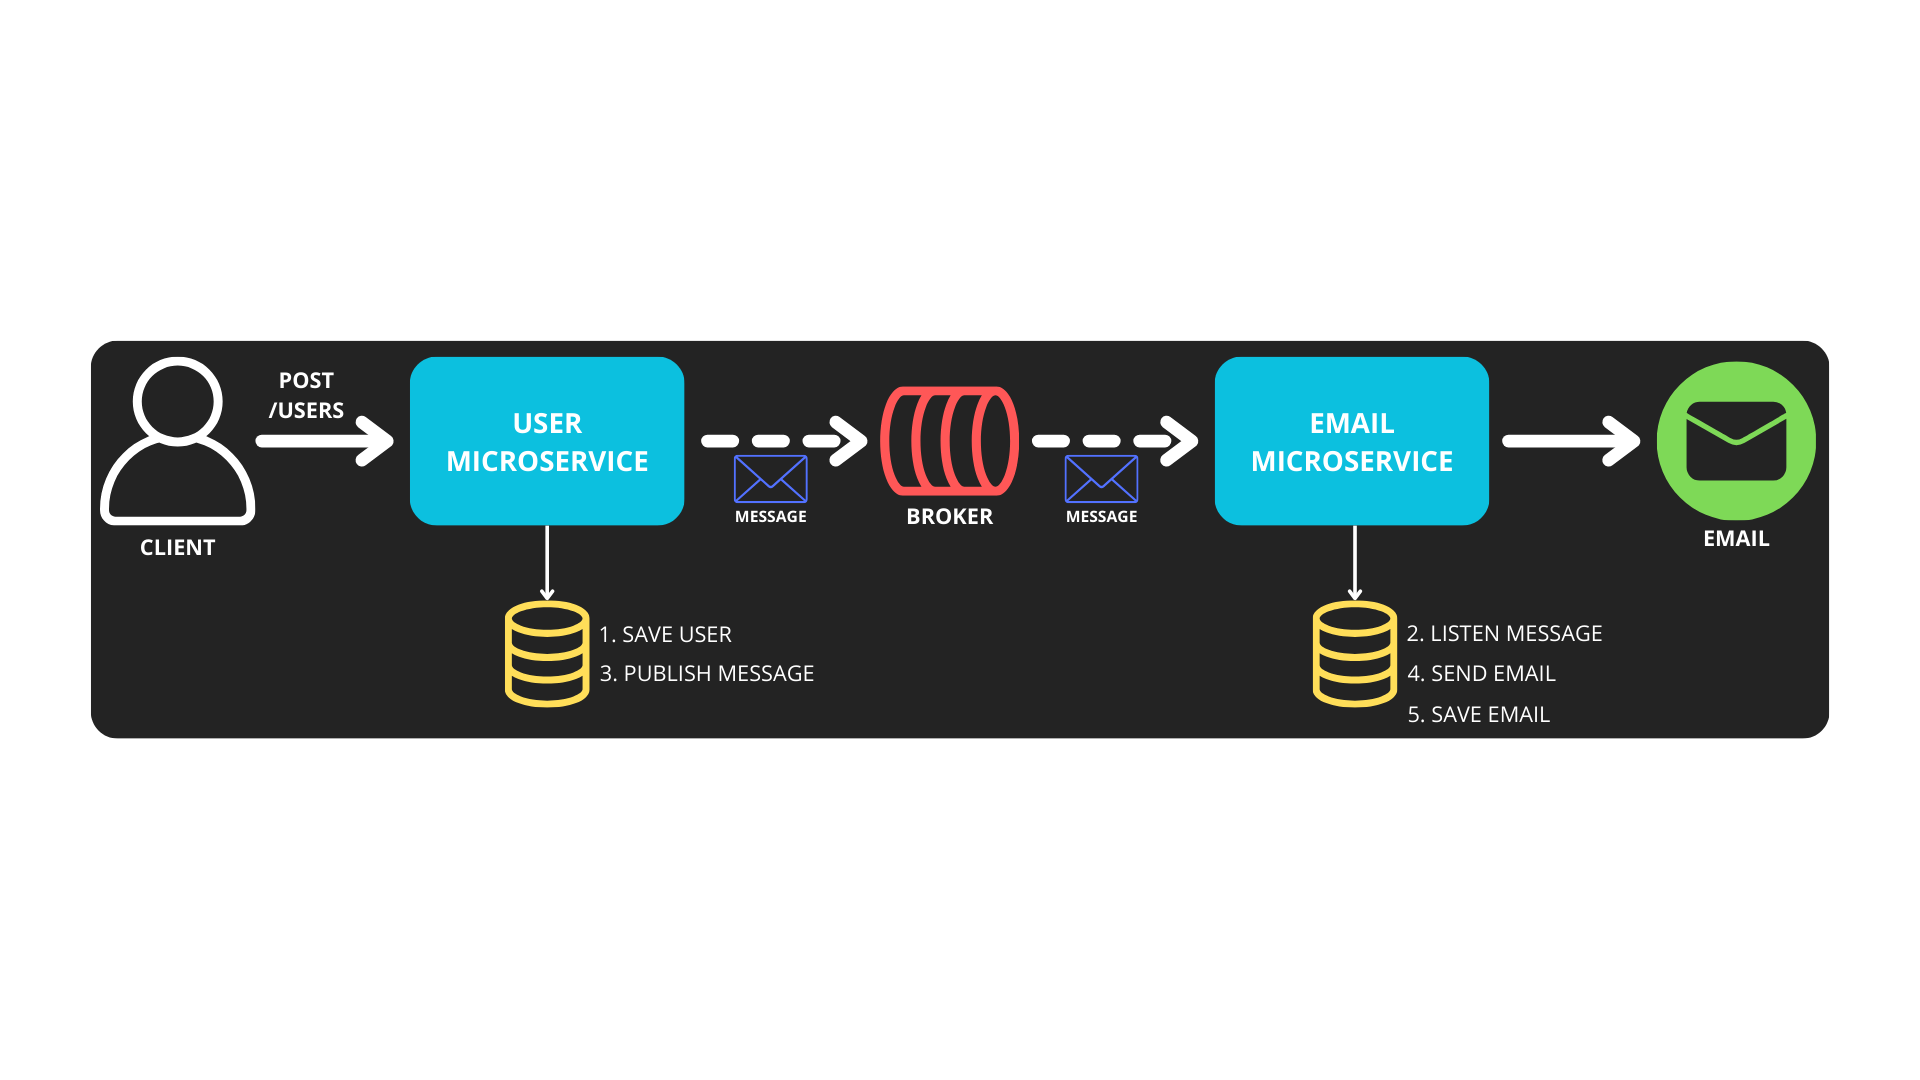 POST
/USERS
CLIENT
USER
MICROSERVICE
MESSAGE
BROKER
MESSAGE
EMAIL
MICROSERVICE
EMAIL
1. SAVE USER
3. PUBLISH MESSAGE
2. LISTEN MESSAGE
4. SEND EMAIL
5. SAVE EMAIL